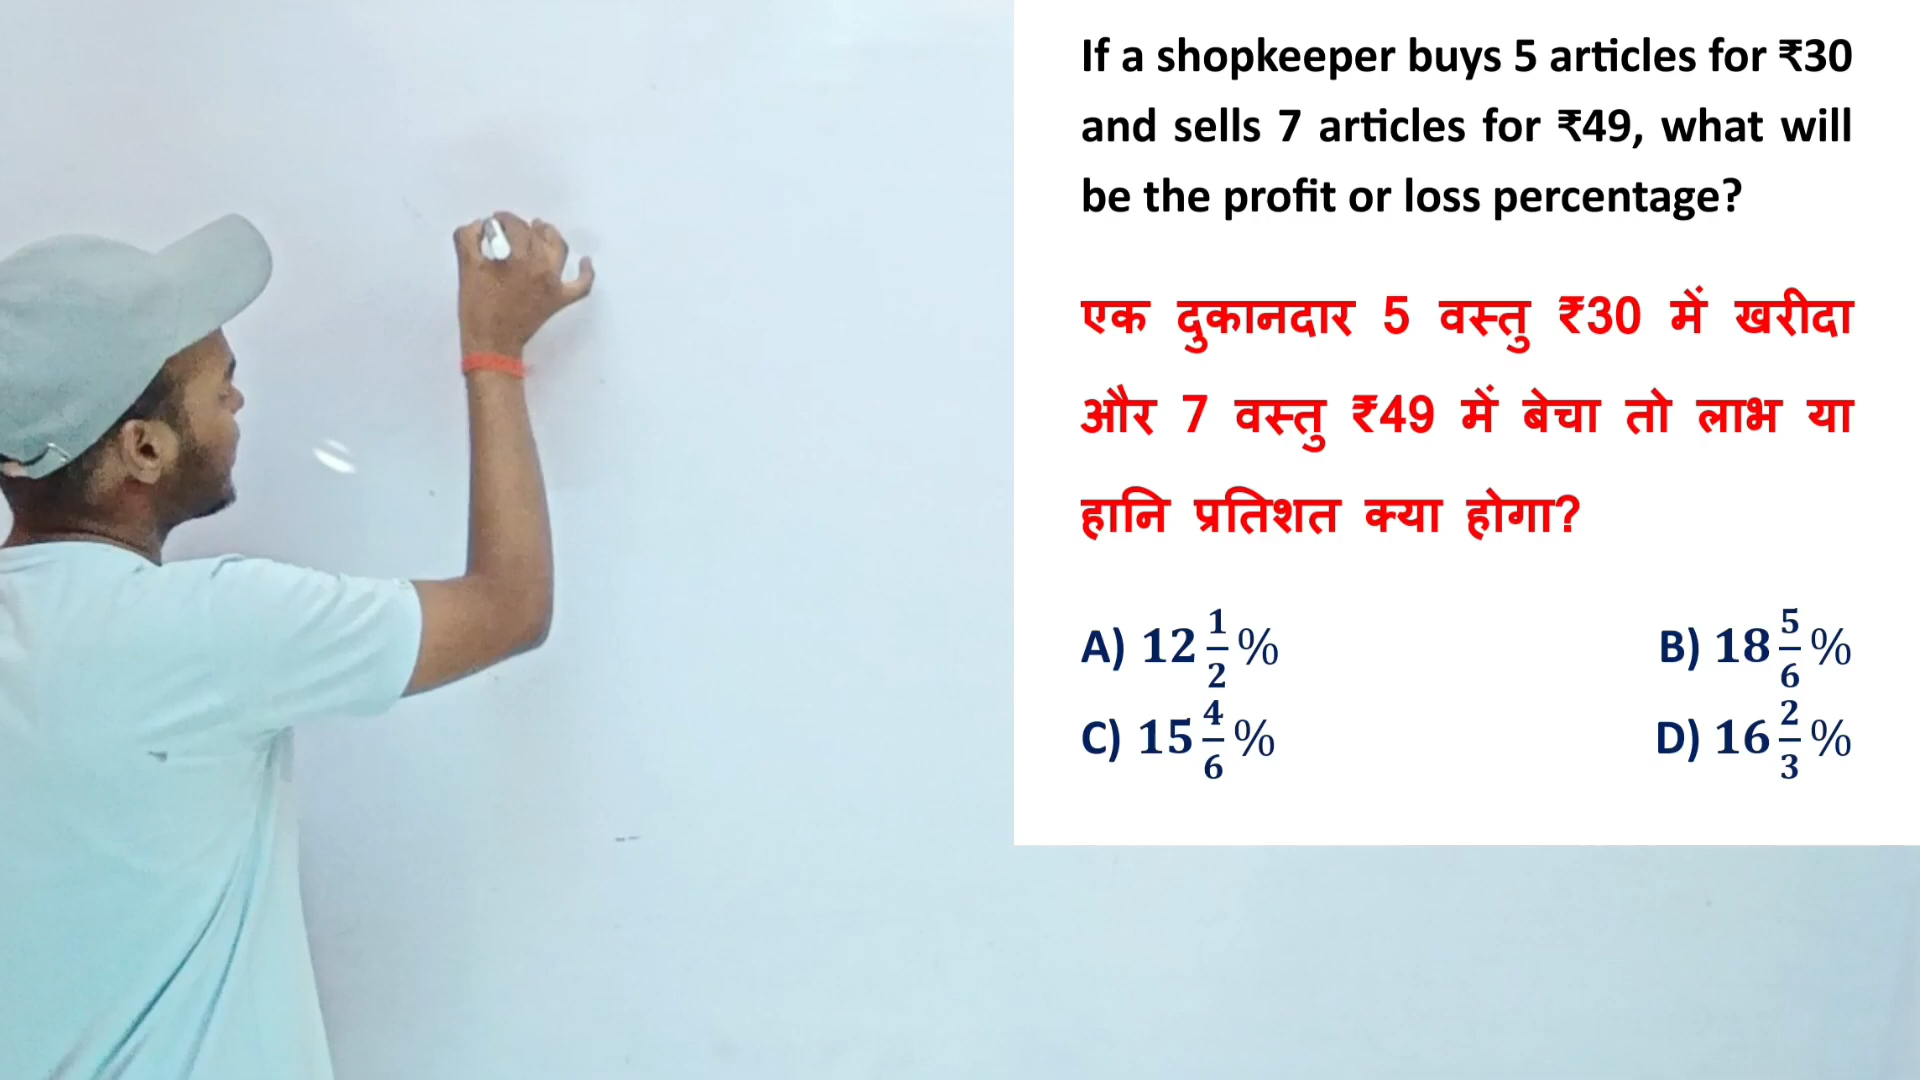 If a shopkeeper buys 5 articles for ₹30
and sells 7 articles for ₹49, what will
be the profit or loss percentage?
एक दुकानदार 5 वस्तु ₹30 में खरीदा
और 7 वस्तु ₹49 में बेचा तो लाभ या
हानि प्रतिशत क्या होगा?
A) 12 1/2 % B) 18 5/6 %
C) 15 4/6 % D) 16 2/3 %